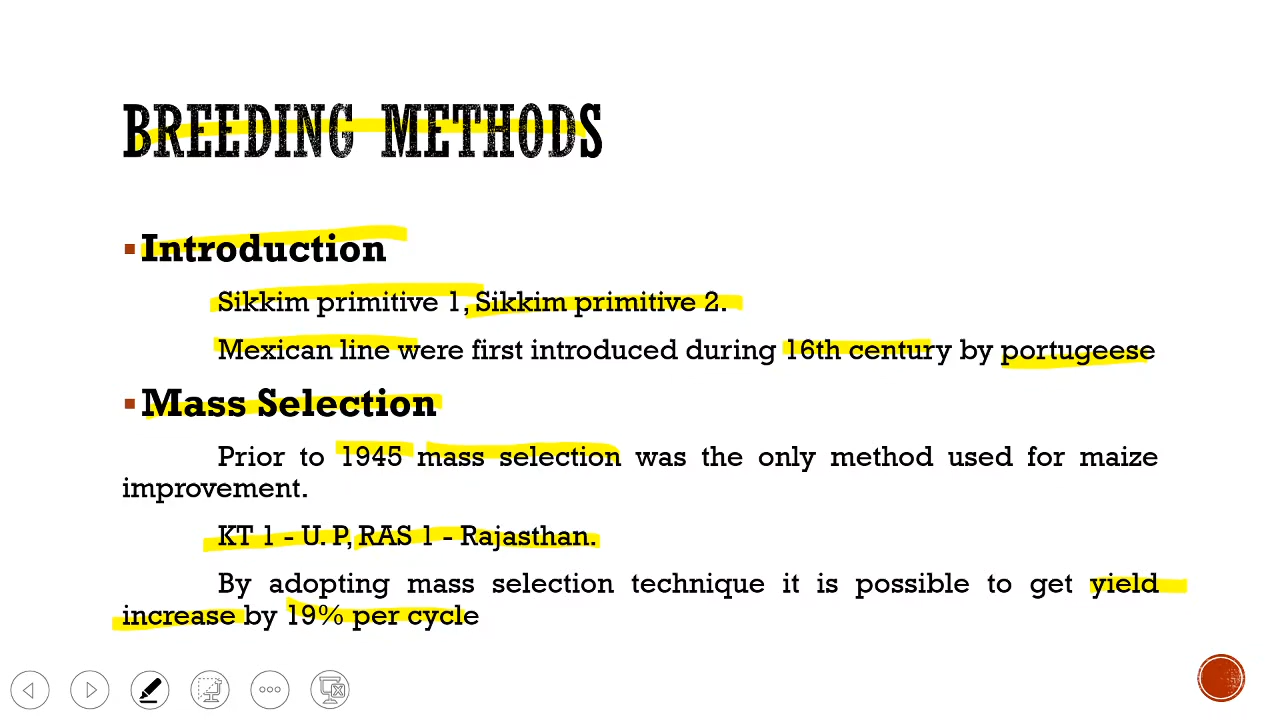 BREEDING METHODS
▪Introduction
Sikkim primitive 1, Sikkim primitive 2.
Mexican line were first introduced during 16th century by portugeese
▪Mass Selection
Prior to 1945 mass selection was the only method used for maize
improvement.
KT 1 - U. P, RAS 1 - Rajasthan.
By adopting mass selection technique it is possible to get yield
increase by 19% per cycle